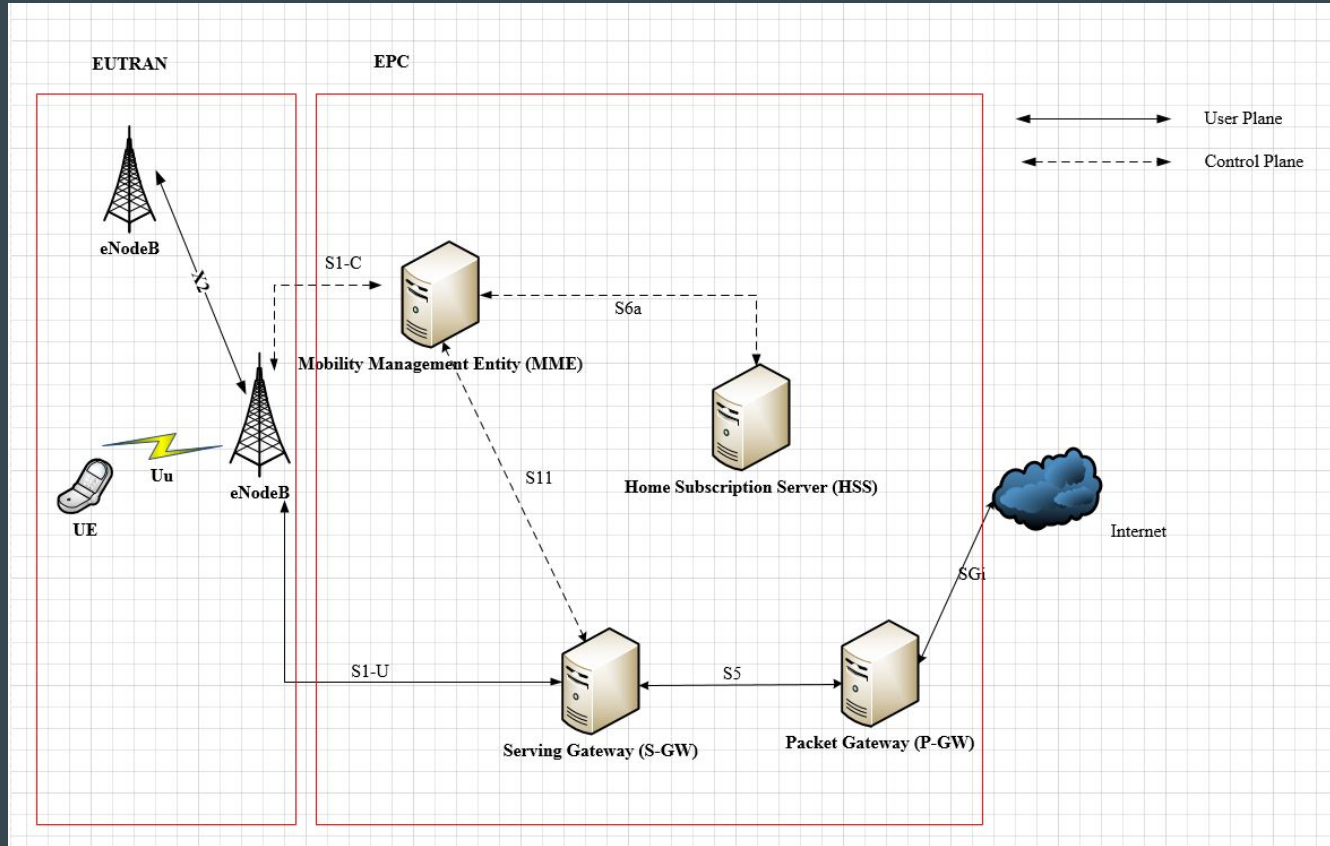 EUTRAN
EPC
User Plane
Control Plane
eNodeB
X2
S1-C
S6a
Mobility Management Entity (MME)
Uu
eNodeB
UE
S11
Home Subscription Server (HSS)
Internet
SGi
S1-U
S5
Serving Gateway (S-GW)
Packet Gateway (P-GW)